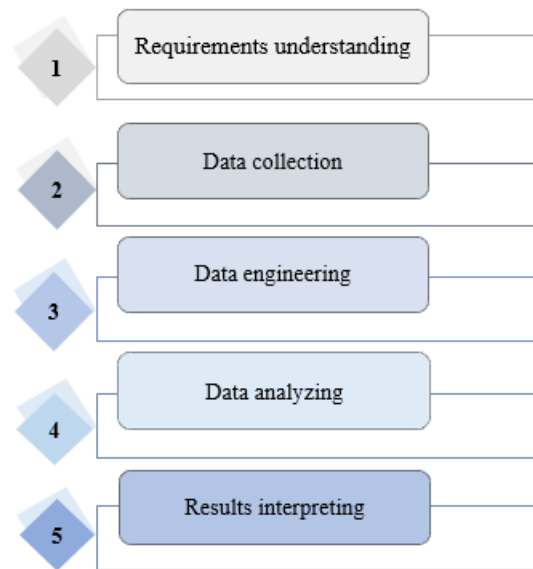 1
Requirements understanding
2
Data collection
3
Data engineering
4
Data analyzing
5
Results interpreting